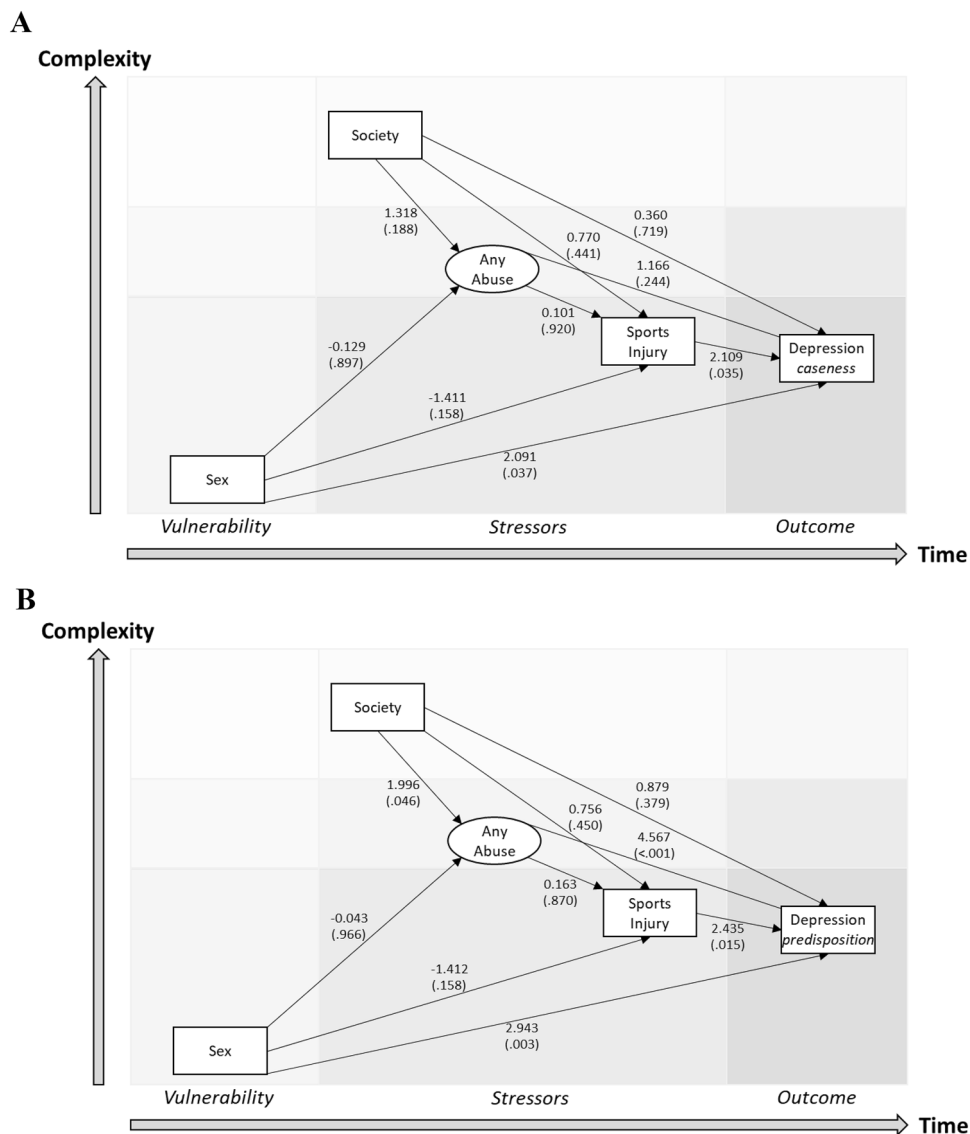 A
Complexity
Society
1.318
(.188)
0.770
(.441)
0.360
(.719)
1.166
(.244)
Any
Abuse
0.101
(.920)
Sports
Injury
2.109
(.035)
Depression
caseness
-0.129
(.897)
-1.411
(.158)
2.091
(.037)
Sex
Vulnerability
Stressors
Outcome
Time
B
Complexity
Society
1.996
(.046)
0.756
(.450)
0.879
(.379)
4.567
(<.001)
Any
Abuse
0.163
(.870)
Sports
Injury
2.435
(.015)
Depression
predisposition
-0.043
(.966)
-1.412
(.158)
2.943
(.003)
Sex
Vulnerability
Stressors
Outcome
Time